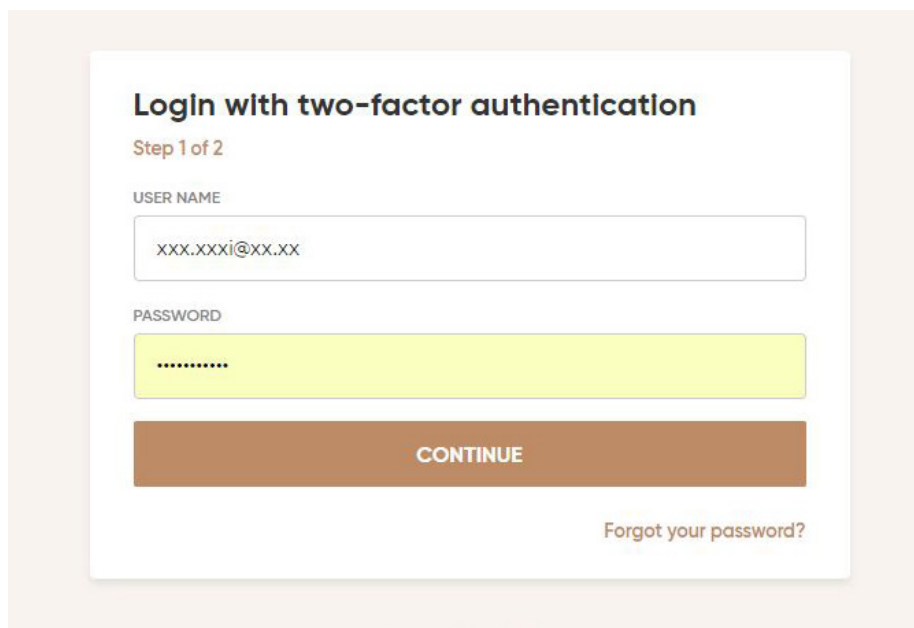 Login with two-factor authentication
Step 1 of 2
USER NAME
xxx.xxxi@xx.xx
PASSWORD
•••••••••••
CONTINUE
Forgot your password?